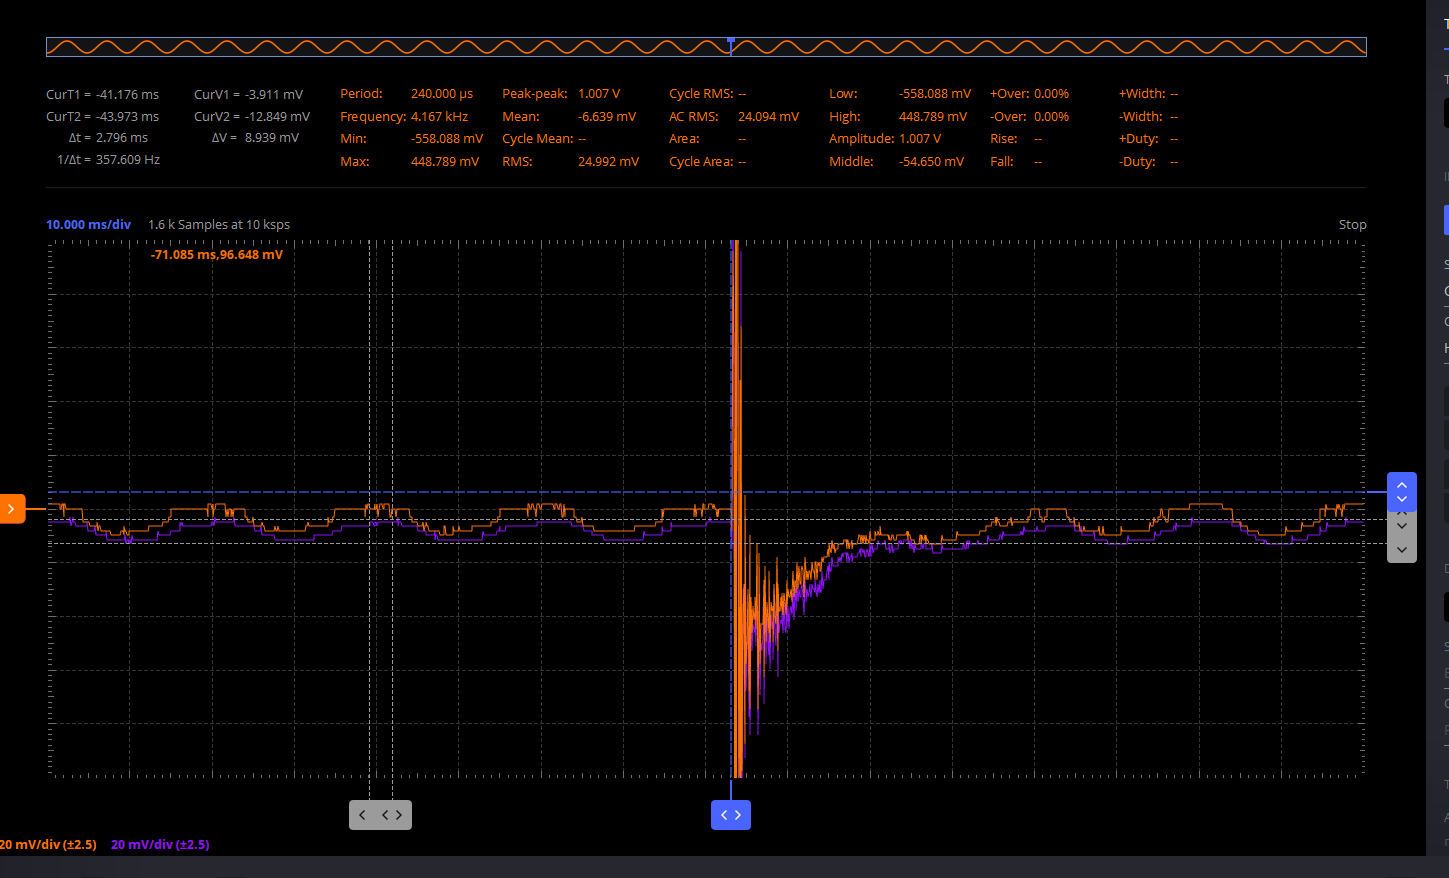 CurT1 = -41.176 ms CurV1 = -3.911 mV Period: 240.000 µs Peak-peak: 1.007 V Cycle RMS: -- Low: -558.088 mV +Over: 0.00% +Width: --
CurT2 = -43.973 ms CurV2 = -12.849 mV Frequency: 4.167 kHz Mean: -6.639 mV AC RMS: 24.094 mV High: 448.789 mV -Over: 0.00% -Width: --
Δt = 2.796 ms ΔV = 8.939 mV Min: -558.088 mV Cycle Mean: -- Area: -- Amplitude: 1.007 V Rise: -- +Duty: --
1/Δt = 357.609 Hz Max: 448.789 mV RMS: 24.992 mV Cycle Area: -- Middle: -54.650 mV Fall: -- -Duty: --
10.000 ms/div 1.6 k Samples at 10 ksps Stop
-71.085 ms,96.648 mV
20 mV/div (±2.5) 20 mV/div (±2.5)